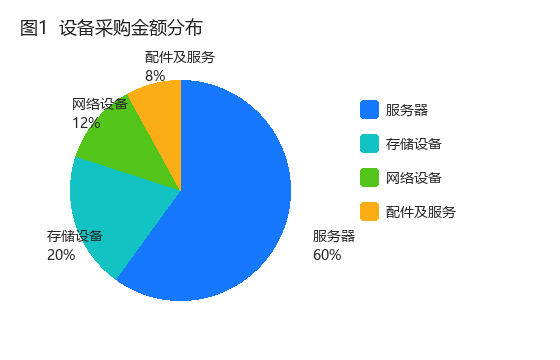 图1 设备采购金额分布
配件及服务
8%
网络设备
12%
存储设备
20%
服务器
60%
服务器
存储设备
网络设备
配件及服务